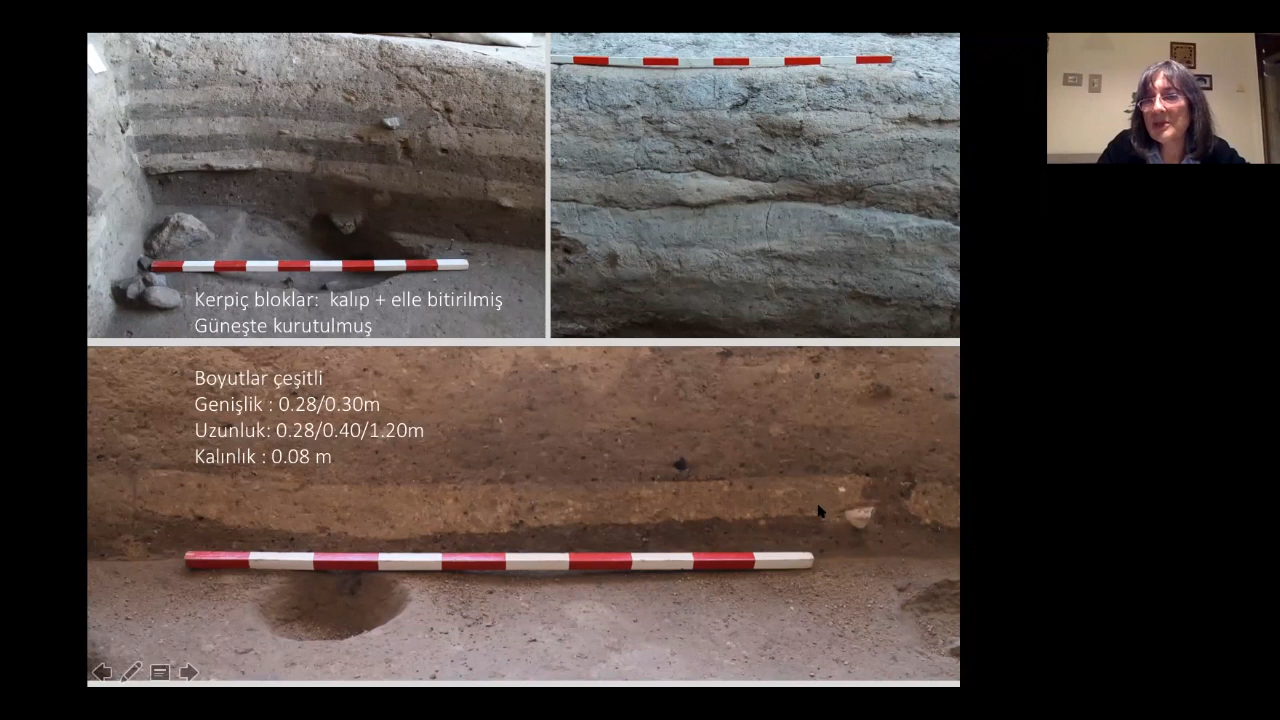 Kerpiç bloklar:  kalıp + elle bitirilmiş
Güneşte kurutulmuş
Boyutlar çeşitli
Genişlik : 0.28/0.30m
Uzunluk: 0.28/0.40/1.20m
Kalınlık : 0.08 m